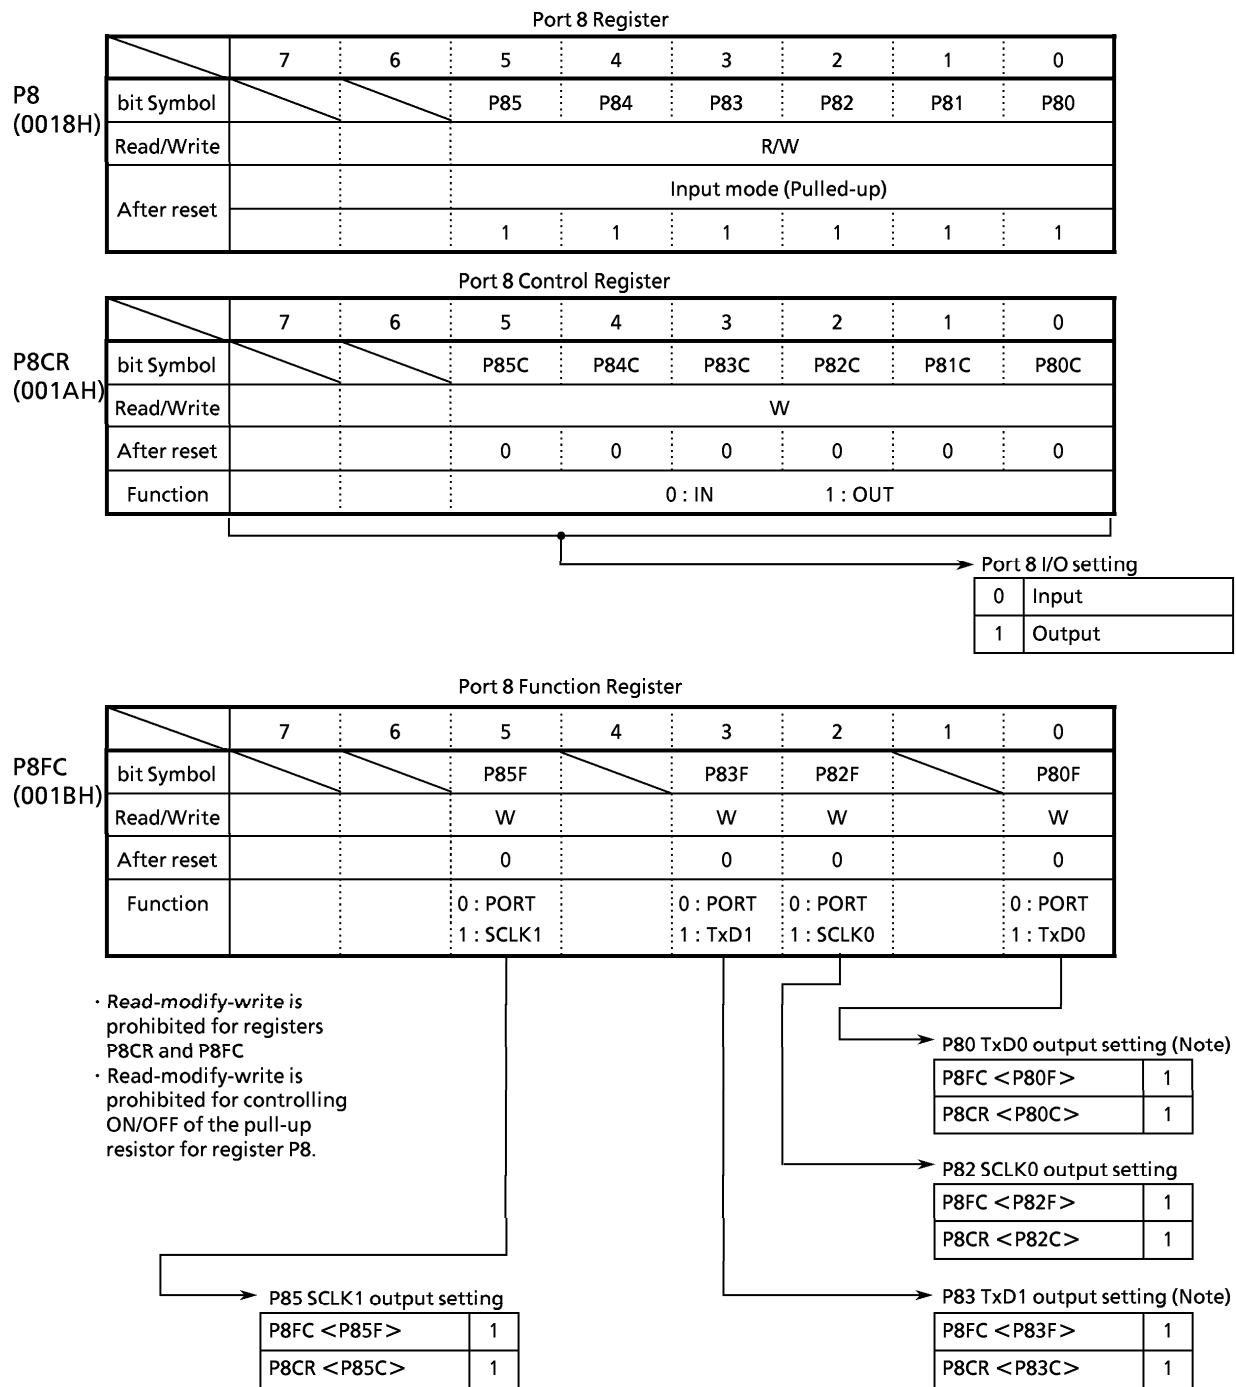 Port 8 Register
7 6 5 4 3 2 1 0
P8
(0018H)
bit Symbol P85 P84 P83 P82 P81 P80
Read/Write R/W
After reset
Input mode (Pulled-up)
1 1 1 1 1 1
Port 8 Control Register
7 6 5 4 3 2 1 0
P8CR
(001AH)
bit Symbol P85C P84C P83C P82C P81C P80C
Read/Write W
After reset 0 0 0 0 0 0
Function 0 : IN 1 : OUT
Port 8 I/O setting
0 Input
1 Output
Port 8 Function Register
7 6 5 4 3 2 1 0
P8FC
(001BH)
bit Symbol P85F P83F P82F P80F
Read/Write W W W W
After reset 0 0 0 0
Function 0 : PORT 0 : PORT 0 : PORT 0 : PORT
1 : SCLK1 1 : TxD1 1 : SCLK0 1 : TxD0
· Read-modify-write is
prohibited for registers
P8CR and P8FC
· Read-modify-write is
prohibited for controlling
ON/OFF of the pull-up
resistor for register P8.
P80 TxD0 output setting (Note)
P8FC <P80F> 1
P8CR <P80C> 1
P82 SCLK0 output setting
P8FC <P82F> 1
P8CR <P82C> 1
P85 SCLK1 output setting
P8FC <P85F> 1
P8CR <P85C> 1
P83 TxD1 output setting (Note)
P8FC <P83F> 1
P8CR <P83C> 1